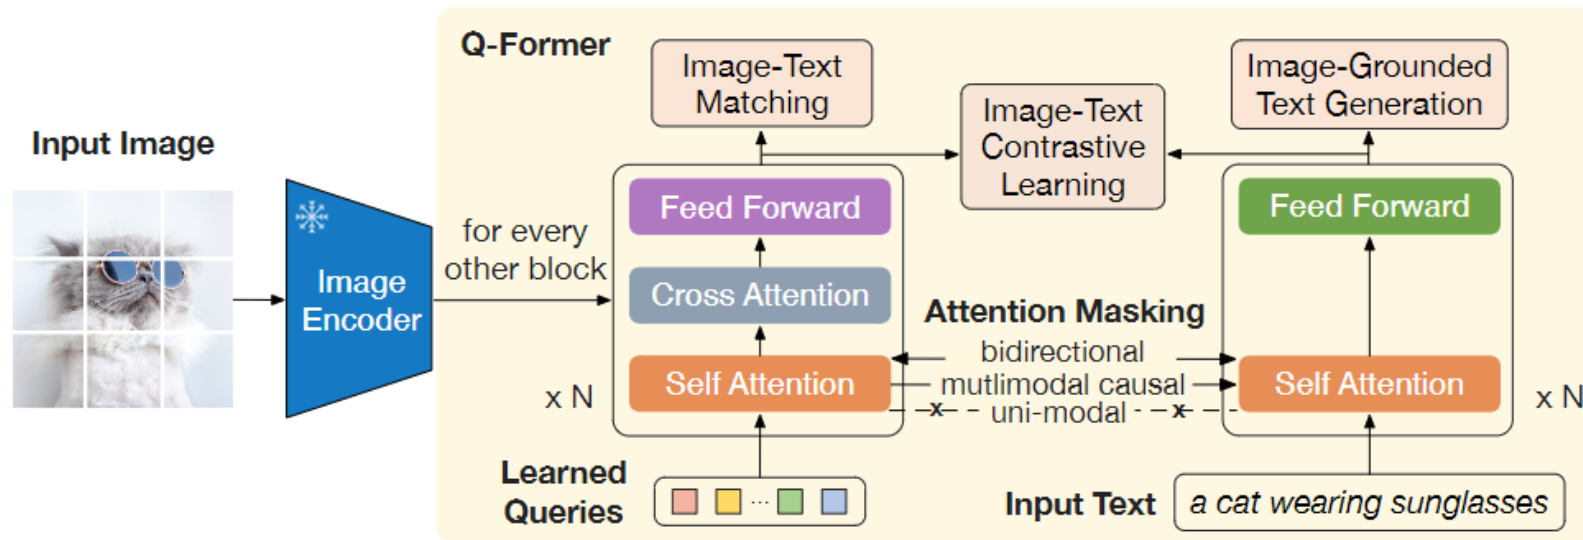 Q-Former
Image-Text
Matching
Image-Text
Contrastive
Learning
Image-Grounded
Text Generation
Input Image
Image
Encoder
for every
other block
Feed Forward
Cross Attention
Self Attention
x N
Attention Masking
bidirectional
mutlimodal causal
x uni-modal x
Feed Forward
Self Attention
x N
Learned
Queries
...
Input Text
a cat wearing sunglasses